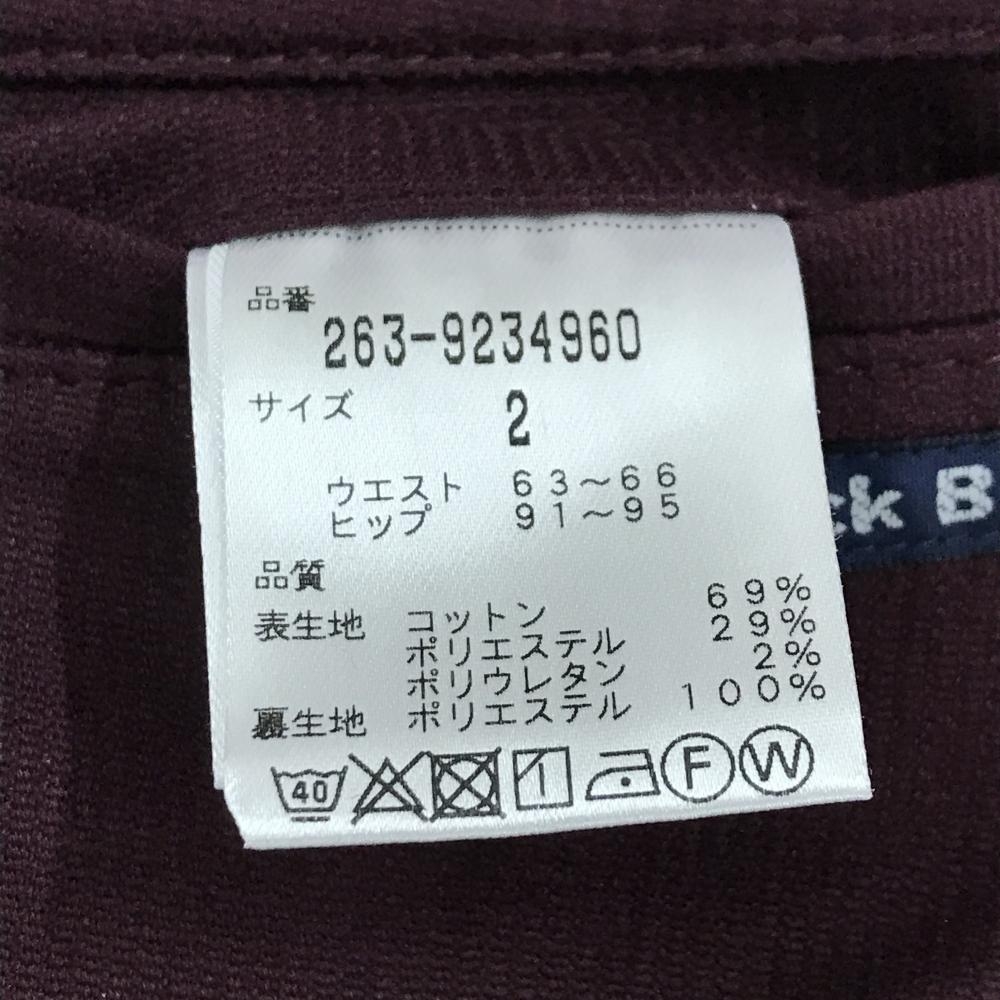 品番
263-9234960
サイズ 2
ウエスト 63～66
ヒップ 91～95
品質
表生地 コットン 69%
ポリエステル 29%
ポリウレタン 2%
裏生地 ポリエステル 100%
40 F W
ck B